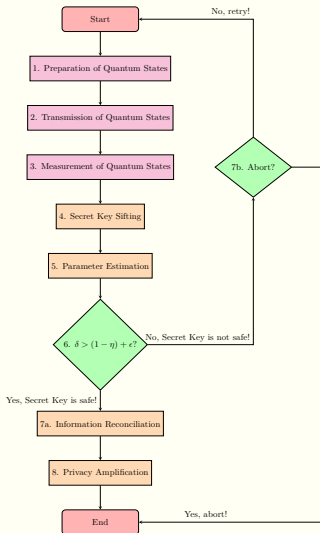 Start
No, retry!
1. Preparation of Quantum States
2. Transmission of Quantum States
3. Measurement of Quantum States
7b. Abort?
4. Secret Key Sifting
5. Parameter Estimation
6. δ > (1 − η) + ϵ?
No, Secret Key is not safe!
Yes, Secret Key is safe!
7a. Information Reconciliation
8. Privacy Amplification
End
Yes, abort!